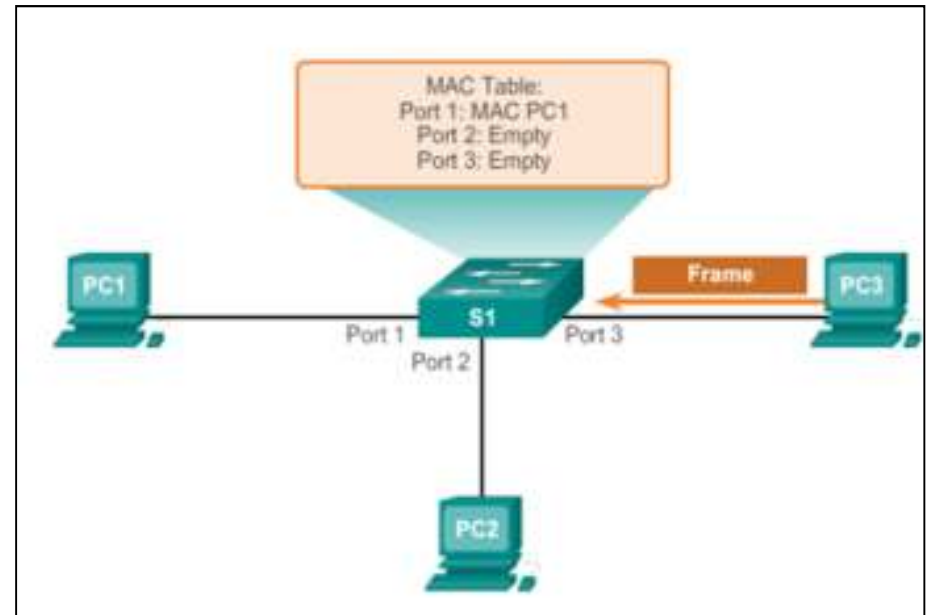 MAC Table:
Port 1: MAC PC1
Port 2: Empty
Port 3: Empty
PC1
Frame
PC3
S1
Port 1
Port 3
Port 2
PC2